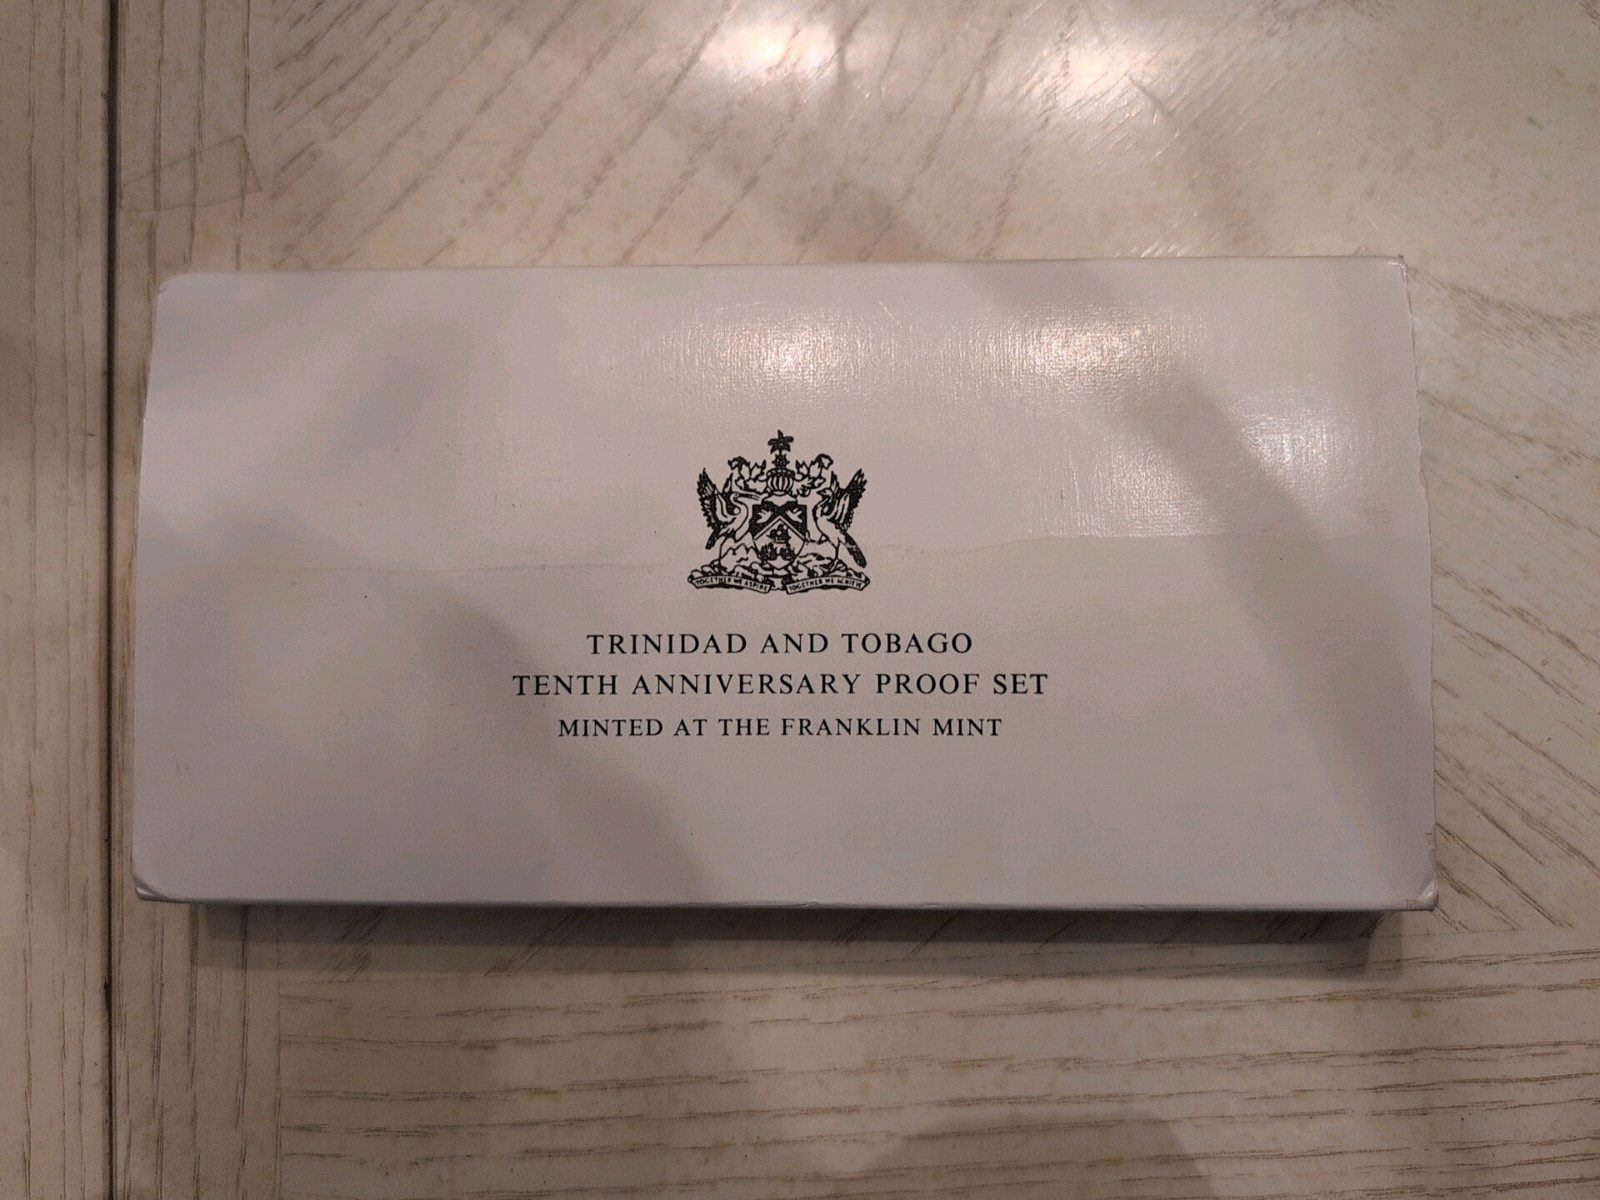 TOGETHER WE ASPIRE TOGETHER WE ACHIEVE
TRINIDAD AND TOBAGO
TENTH ANNIVERSARY PROOF SET
MINTED AT THE FRANKLIN MINT